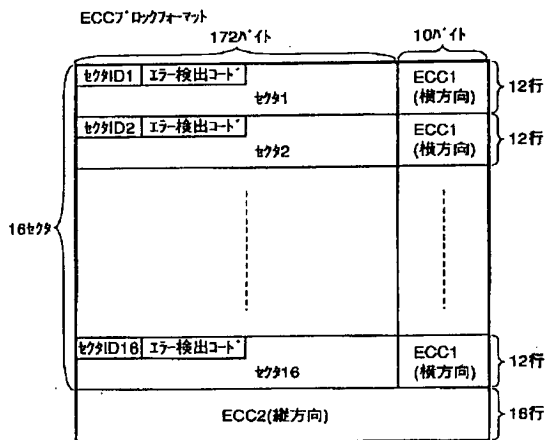 ECCブロックフォーマット
172バイト
10バイト
セクタID1
エラー検出コード
セクタ1
ECC1
(横方向)
12行
セクタID2
エラー検出コード
セクタ2
ECC1
(横方向)
12行
16セクタ
セクタID16
エラー検出コード
セクタ16
ECC1
(横方向)
12行
ECC2(縦方向)
16行